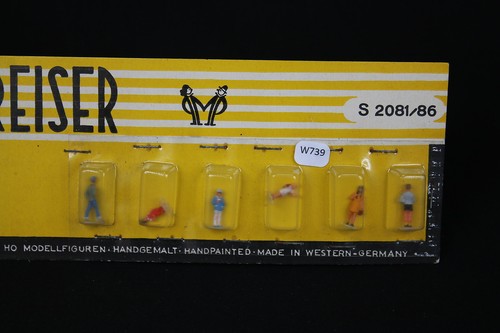 REISER
S 2081/86
W739
HO MODELLFIGUREN · HANDGEMALT · HANDPAINTED · MADE IN WESTERN-GERMANY